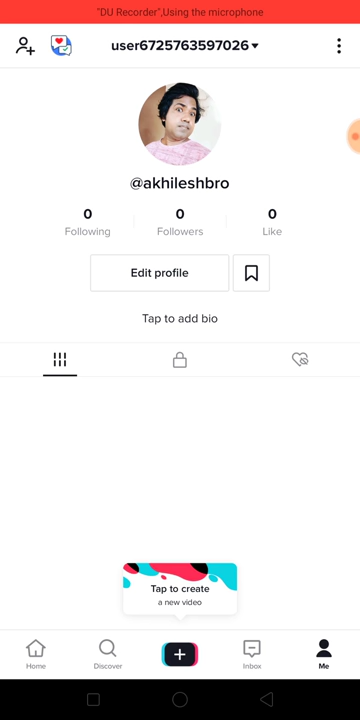 "DU Recorder",Using the microphone
user6725763597026
@akhileshbro
0 0 0
Following Followers Like
Edit profile
Tap to add bio
Tap to create
a new video
Home Discover Inbox Me